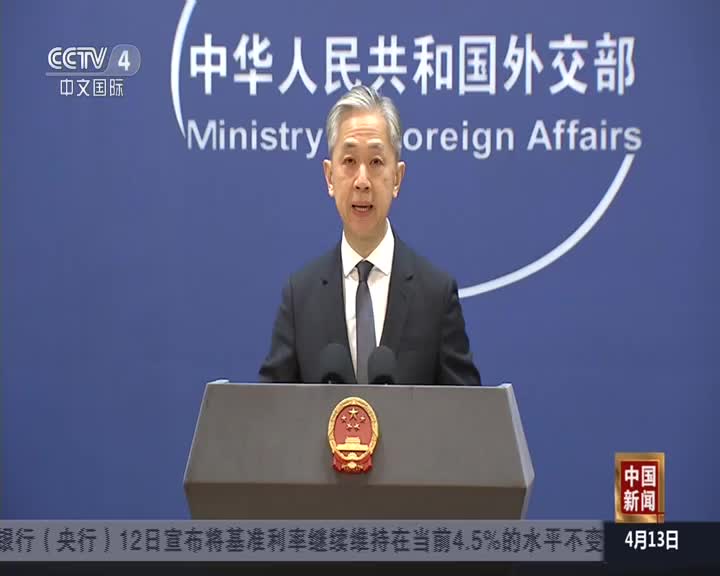 CCTV 4
中文国际
中华人民共和国外交部
Ministry oreign Affairs
中国
新闻
银行（央行）12日宣布将基准利率继续维持在当前4.5%的水平不变
4月13日